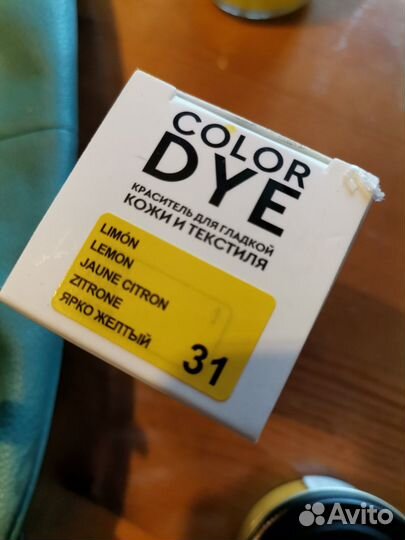 COLOR
DYE
КРАСИТЕЛЬ ДЛЯ ГЛАДКОЙ
КОЖИ И ТЕКСТИЛЯ
LIMÓN
LEMON
JAUNE CITRON
ZITRONE
ЯРКО ЖЕЛТЫЙ
31
Avito